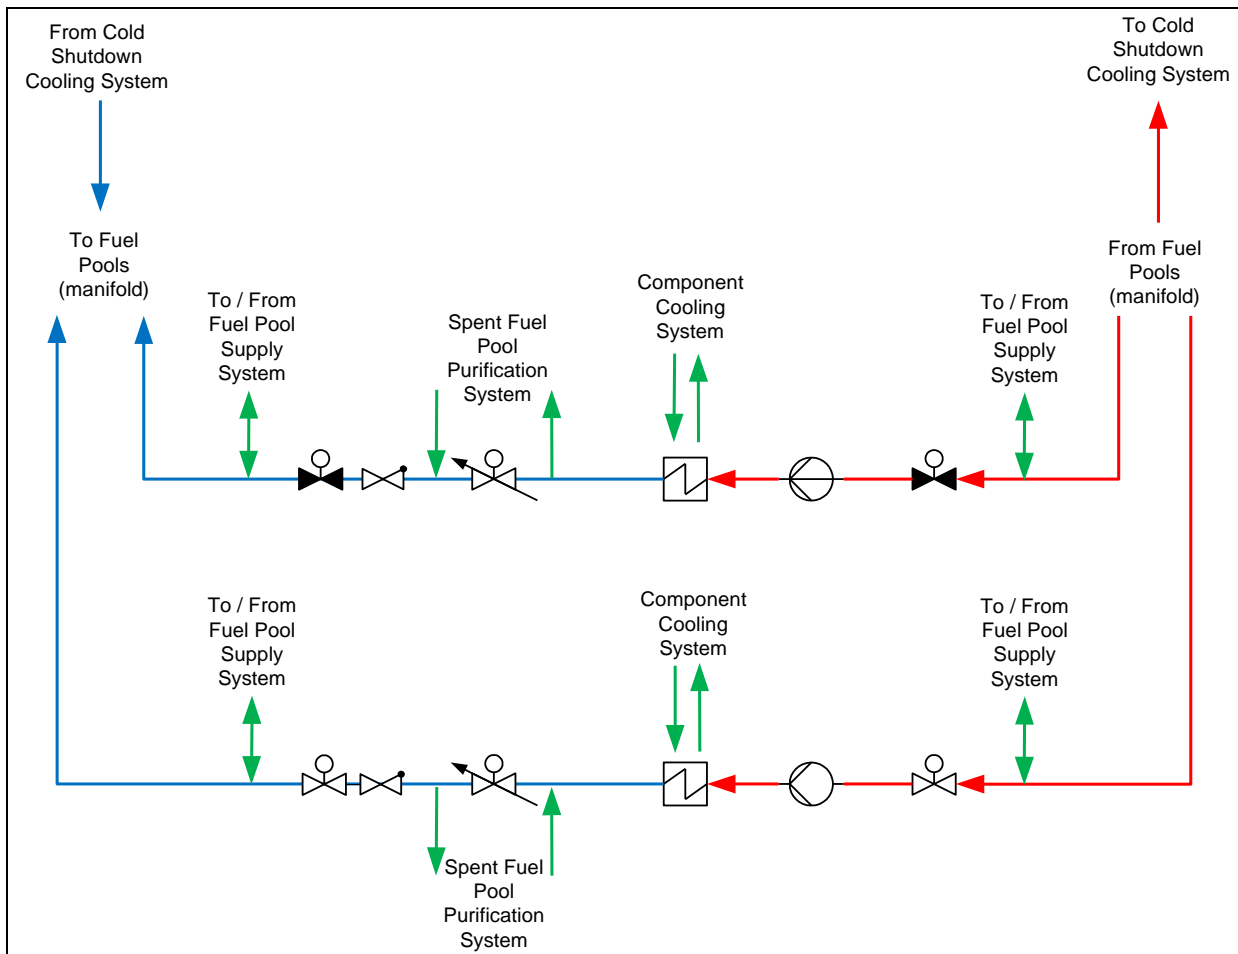 From Cold
Shutdown
Cooling System
To Cold
Shutdown
Cooling System
To Fuel
Pools
(manifold)
From Fuel
Pools
(manifold)
To / From
Fuel Pool
Supply
System
Spent Fuel
Pool
Purification
System
Component
Cooling
System
To / From
Fuel Pool
Supply
System
To / From
Fuel Pool
Supply
System
Component
Cooling
System
To / From
Fuel Pool
Supply
System
Spent Fuel
Pool
Purification
System